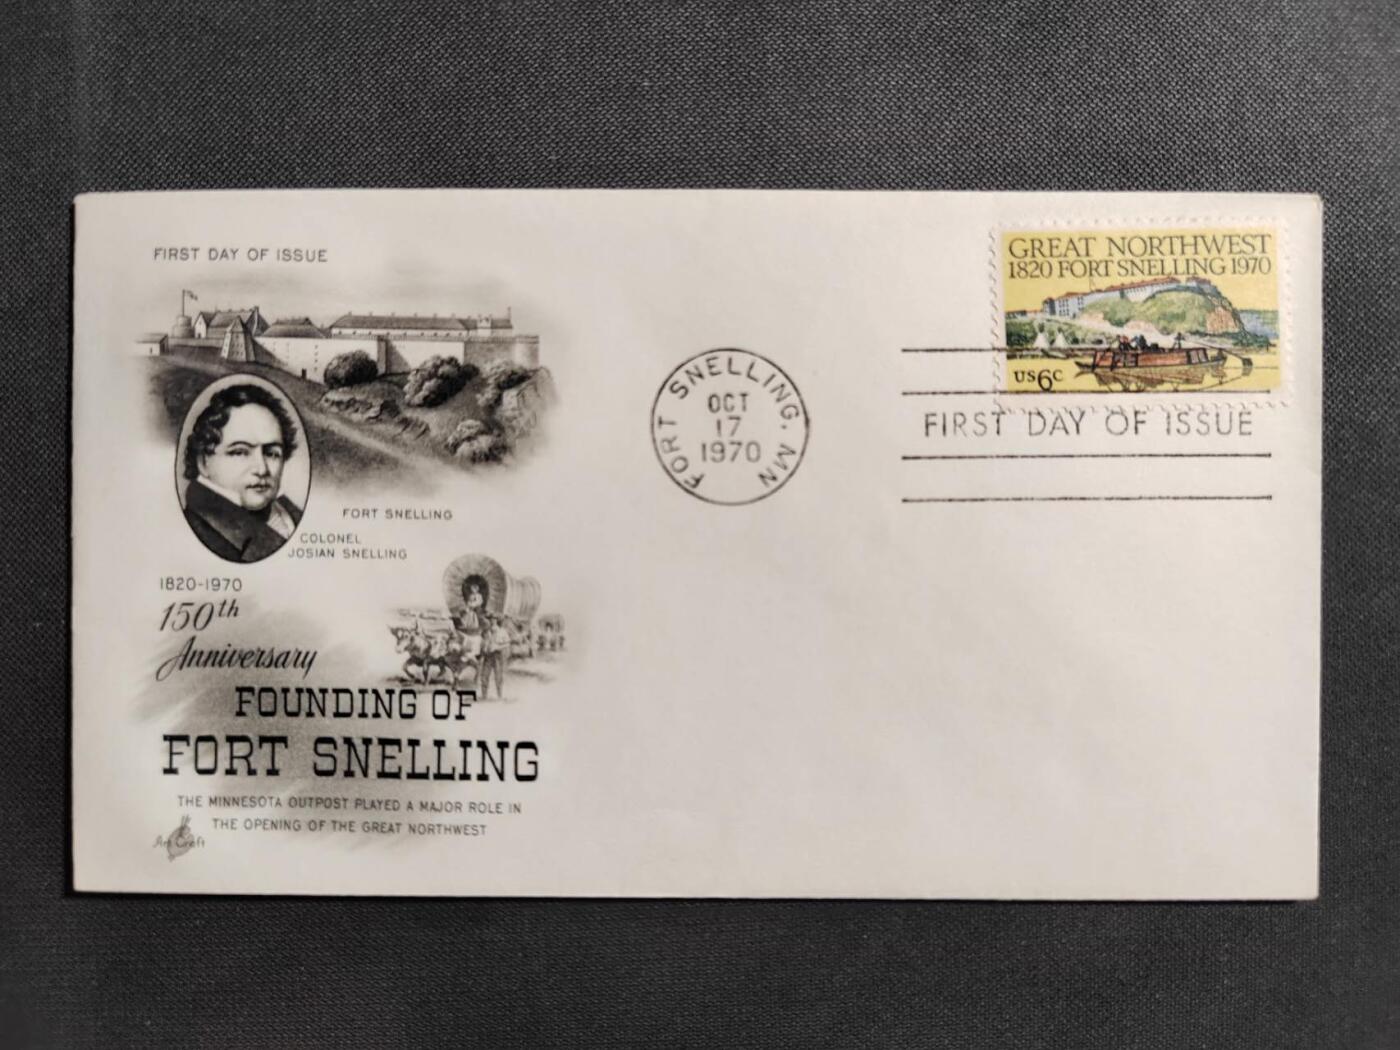 FIRST DAY OF ISSUE
FORT SNELLING
COLONEL
JOSIAN SNELLING
1820-1970
150th
Anniversary
FOUNDING OF
FORT SNELLING
THE MINNESOTA OUTPOST PLAYED A MAJOR ROLE IN
THE OPENING OF THE GREAT NORTHWEST
Art Craft
FORT SNELLING, MN
OCT
17
1970
GREAT NORTHWEST
1820 FORT SNELLING 1970
US 6c
FIRST DAY OF ISSUE